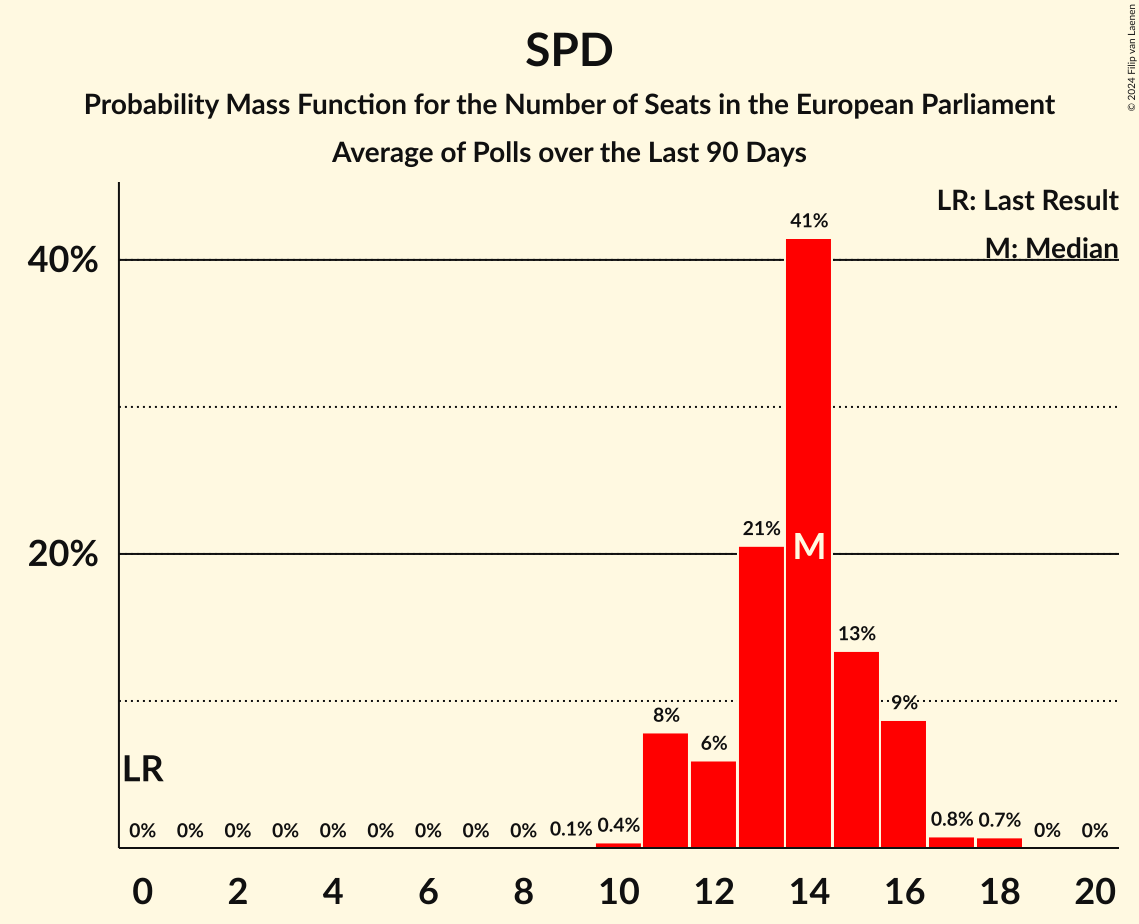 SPD
Probability Mass Function for the Number of Seats in the European Parliament
Average of Polls over the Last 90 Days
© 2024 Filip van Laenen
LR: Last Result
M: Median
40%
20%
41%
21%
M
13%
9%
8%
6%
LR
0% 0% 0% 0% 0% 0% 0% 0% 0% 0.1% 0.4% 0.8% 0.7% 0% 0%
0 2 4 6 8 10 12 14 16 18 20